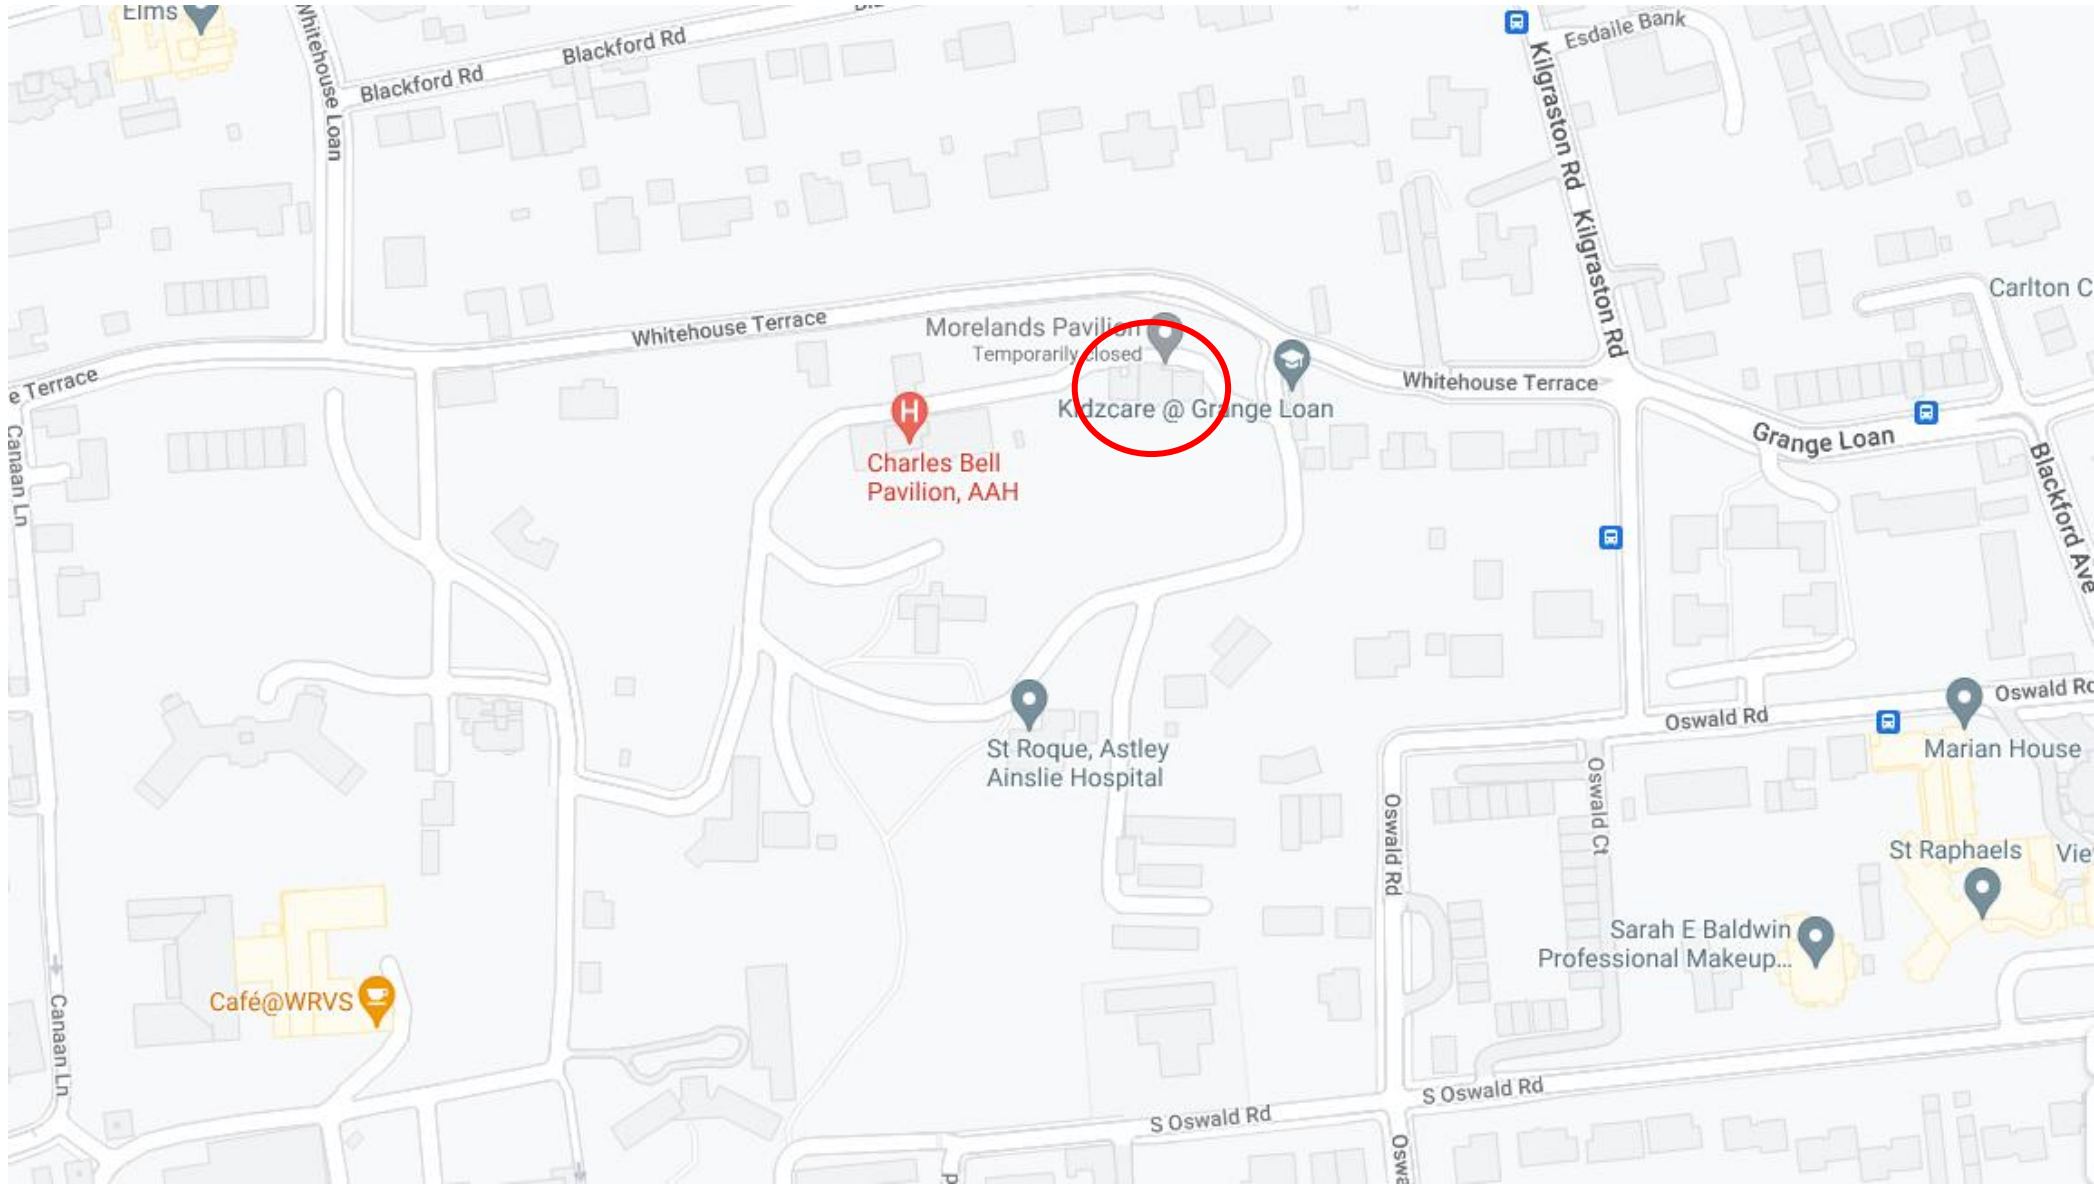 Elms
Whitehouse Loan
Blackford Rd
Blackford Rd
Esdaile Bank
Kilgraston Rd
Kilgraston Rd
Kilgraston Rd
Carlton C
Whitehouse Terrace
Morelands Pavilion
Temporarily closed
e Terrace
Whitehouse Terrace
Kidzcare @ Grange Loan
H
Grange Loan
Canaan Ln
Charles Bell
Pavilion, AAH
Blackford Ave
Oswald Rd
Oswald Rd
St Roque, Astley
Ainslie Hospital
Marian House
Oswald Ct
Oswald Rd
St Raphaels
Vie
Sarah E Baldwin
Professional Makeup...
Café@WRVS
Canaan Ln
S Oswald Rd
S Oswald Rd
Oswa